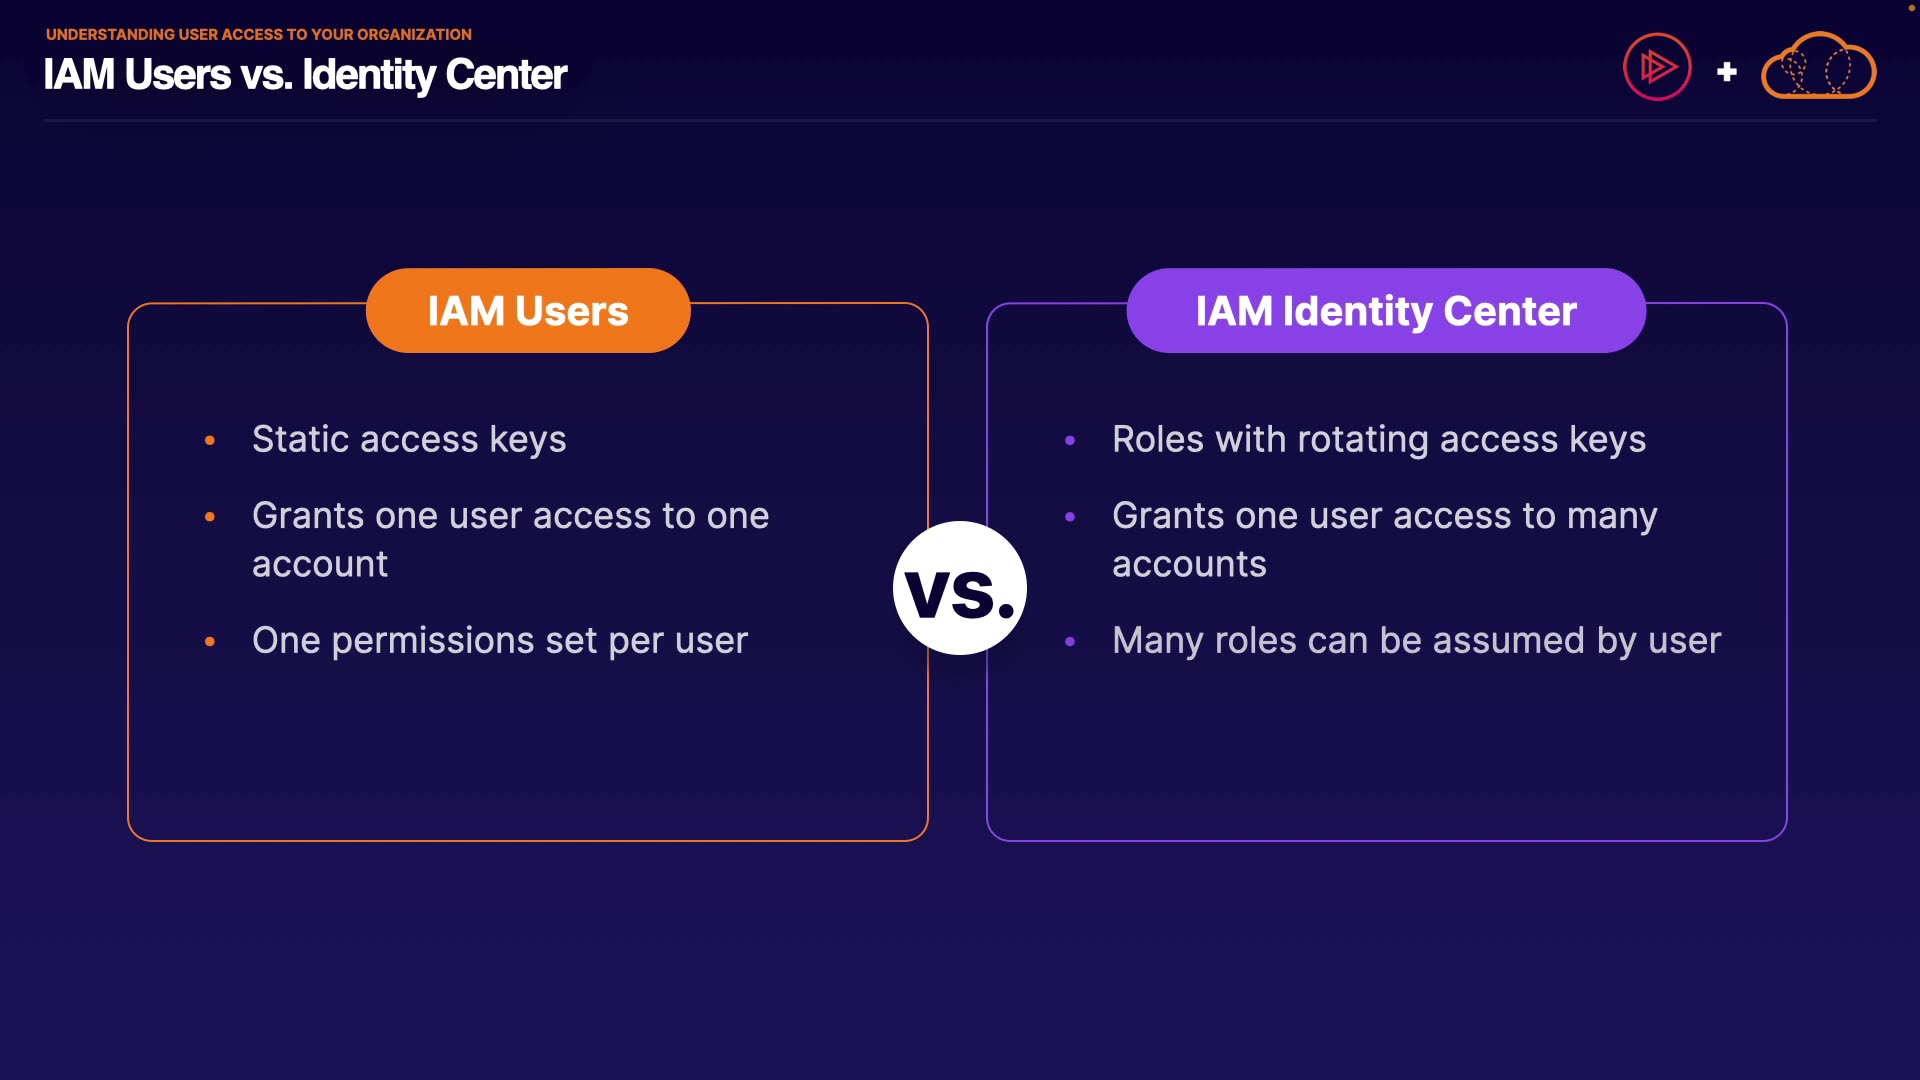 UNDERSTANDING USER ACCESS TO YOUR ORGANIZATION
IAM Users vs. Identity Center
+
IAM Users
• Static access keys
• Grants one user access to one
account
• One permissions set per user
vs.
IAM Identity Center
• Roles with rotating access keys
• Grants one user access to many
accounts
• Many roles can be assumed by user